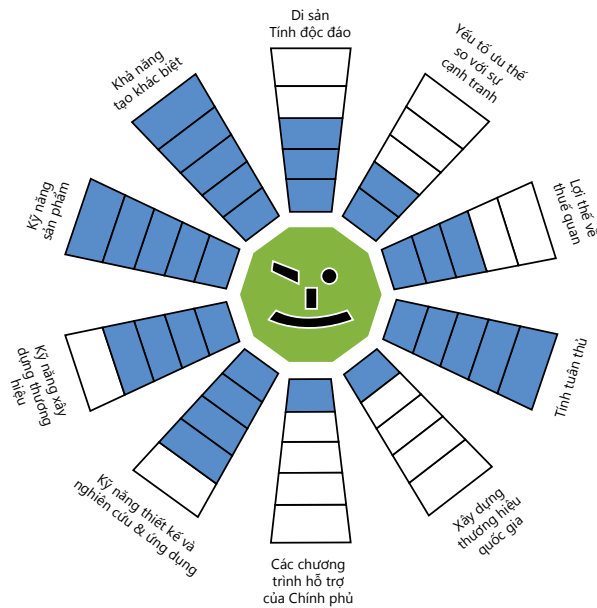 Di sản
Tính độc đáo
Yếu tố ưu thế
so với sự
cạnh tranh
Lợi thế về
thuế quan
Tính tuân thủ
Xây dựng
thương hiệu
quốc gia
Các chương
trình hỗ trợ
của Chính phủ
Kỹ năng thiết kế và
nghiên cứu & ứng dụng
Kỹ năng xây
dựng thương
hiệu
Kỹ năng
sản phẩm
Khả năng
tạo khác biệt